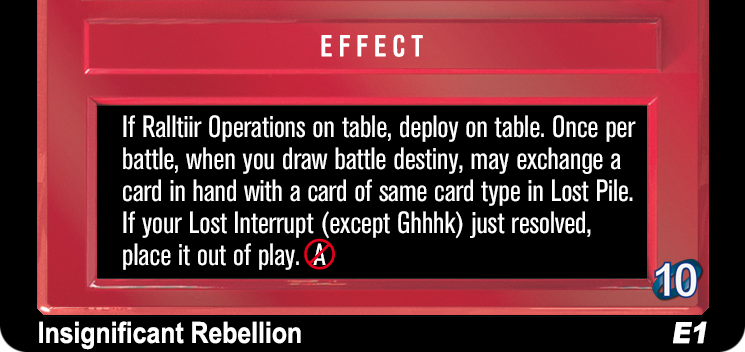 EFFECT
If Ralltiir Operations on table, deploy on table. Once per
battle, when you draw battle destiny, may exchange a
card in hand with a card of same card type in Lost Pile.
If your Lost Interrupt (except Ghhhk) just resolved,
place it out of play. A
10
Insignificant Rebellion E1